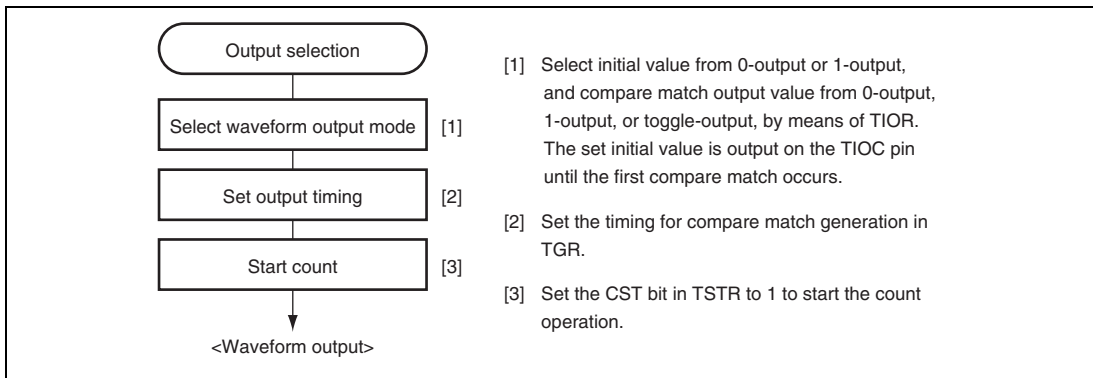 Output selection
Select waveform output mode [1]
Set output timing [2]
Start count [3]
<Waveform output>
[1] Select initial value from 0-output or 1-output,
and compare match output value from 0-output,
1-output, or toggle-output, by means of TIOR.
The set initial value is output on the TIOC pin
until the first compare match occurs.
[2] Set the timing for compare match generation in
TGR.
[3] Set the CST bit in TSTR to 1 to start the count
operation.